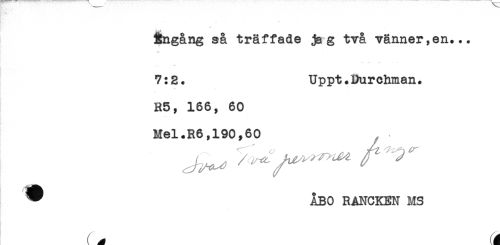 Engång så träffade jag två vänner,en...
7:2. Uppt.Durchman.
R5, 166, 60
Mel.R6,190,60
Svas Två personer fingo
ÅBO RANCKEN MS